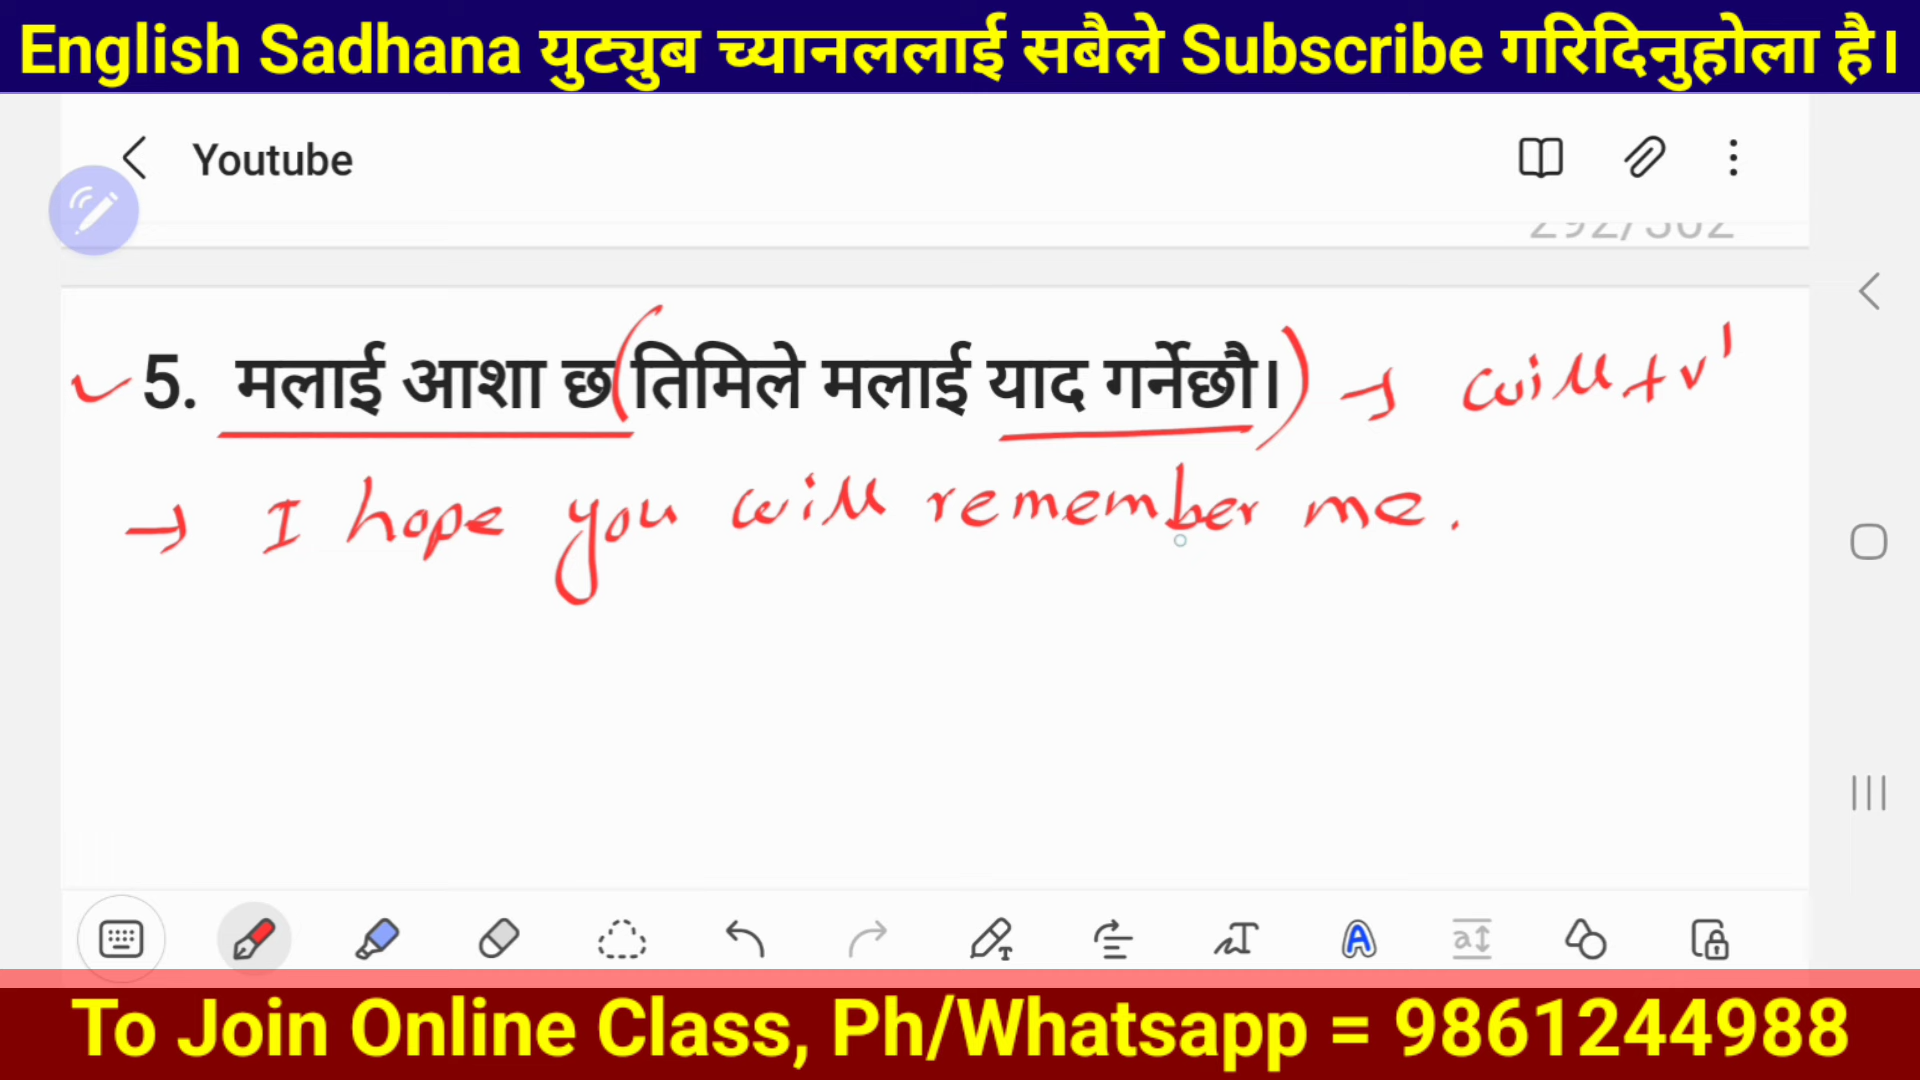 English Sadhana युट्युब च्यानललाई सबैले Subscribe गरिदिनुहोला है।
Youtube
5. मलाई आशा छ (तिमिले मलाई याद गर्नेछौ।) → will + v1
→ I hope you will remember me.
To Join Online Class, Ph/Whatsapp = 9861244988